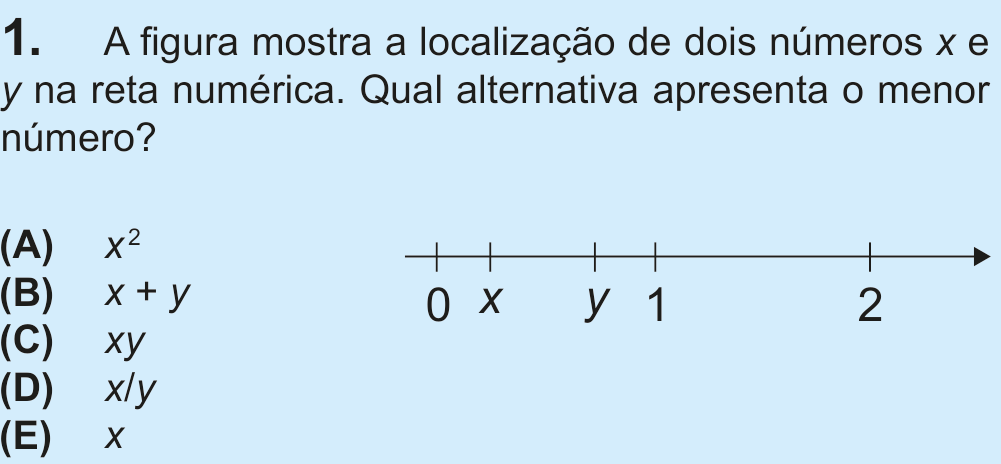 1. A figura mostra a localização de dois números x e
y na reta numérica. Qual alternativa apresenta o menor
número?
(A) x²
(B) x + y
(C) xy
(D) x/y
(E) x
0 x y 1 2